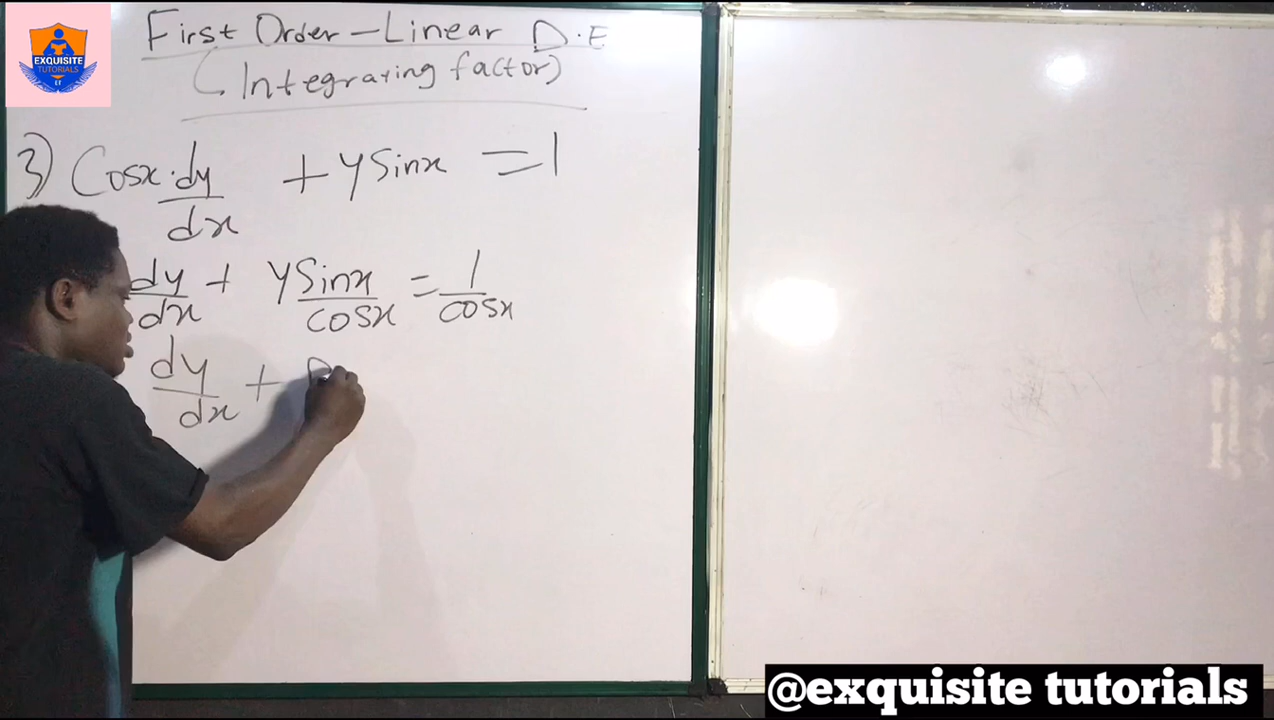 EXQUISITE
TUTORIALS
ET
First Order – Linear D.E
(Integrating factor)
3) Cosx·dy/dx + ySinx = 1
dy/dx + ySinx/cosx = 1/cosx
dy/dx + P
@exquisite tutorials